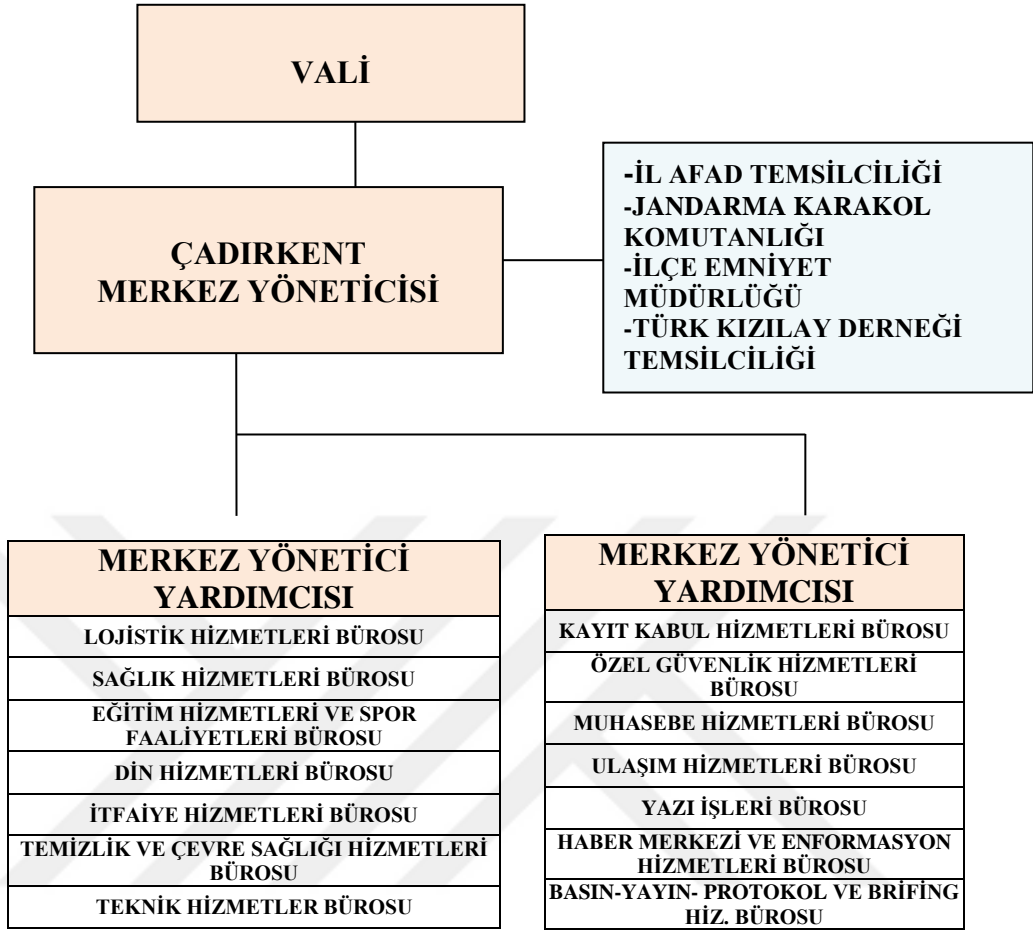 VALİ
ÇADIRKENT
MERKEZ YÖNETİCİSİ
-İL AFAD TEMSİLCİLİĞİ
-JANDARMA KARAKOL
KOMUTANLIĞI
-İLÇE EMNİYET
MÜDÜRLÜĞÜ
-TÜRK KIZILAY DERNEĞİ
TEMSİLCİLİĞİ
MERKEZ YÖNETİCİ
YARDIMCISI
LOJİSTİK HİZMETLERİ BÜROSU
SAĞLIK HİZMETLERİ BÜROSU
EĞİTİM HİZMETLERİ VE SPOR
FAALİYETLERİ BÜROSU
DİN HİZMETLERİ BÜROSU
İTFAİYE HİZMETLERİ BÜROSU
TEMİZLİK VE ÇEVRE SAĞLIĞI HİZMETLERİ
BÜROSU
TEKNİK HİZMETLER BÜROSU
MERKEZ YÖNETİCİ
YARDIMCISI
KAYIT KABUL HİZMETLERİ BÜROSU
ÖZEL GÜVENLİK HİZMETLERİ
BÜROSU
MUHASEBE HİZMETLERİ BÜROSU
ULAŞIM HİZMETLERİ BÜROSU
YAZI İŞLERİ BÜROSU
HABER MERKEZİ VE ENFORMASYON
HİZMETLERİ BÜROSU
BASIN-YAYIN- PROTOKOL VE BRİFİNG
HİZ. BÜROSU